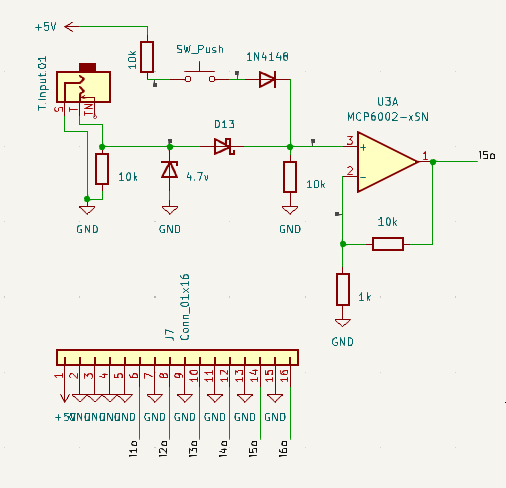 +5V
SW_Push
10k
1N4148
T.Input.Q1
S
T
TN
U3A
MCP6002-xSN
D13
3
+
1
15o
2
-
10k
4.7v
10k
GND
GND
GND
10k
1k
GND
J7
Conn_01x16
1
2
3
4
5
6
7
8
9
10
11
12
13
14
15
16
+5V
GND
GND
GND
GND
GND
GND
GND
GND
GND
11o
12o
13o
14o
15o
16o